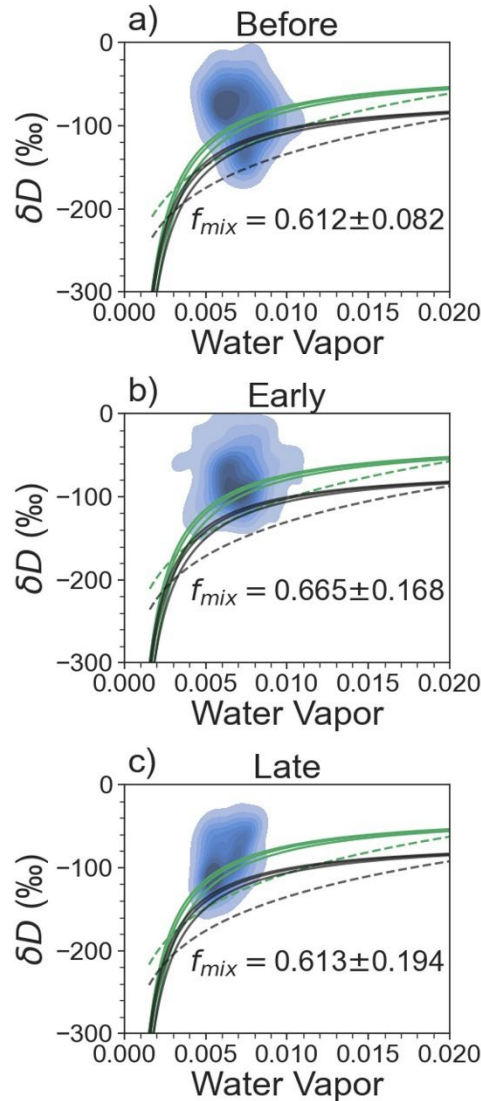 a) Before
0
−100
−200
−300
δD (‰)
f_mix = 0.612±0.082
0.000 0.005 0.010 0.015 0.020
Water Vapor
b) Early
0
−100
−200
−300
δD (‰)
f_mix = 0.665±0.168
0.000 0.005 0.010 0.015 0.020
Water Vapor
c) Late
0
−100
−200
−300
δD (‰)
f_mix = 0.613±0.194
0.000 0.005 0.010 0.015 0.020
Water Vapor